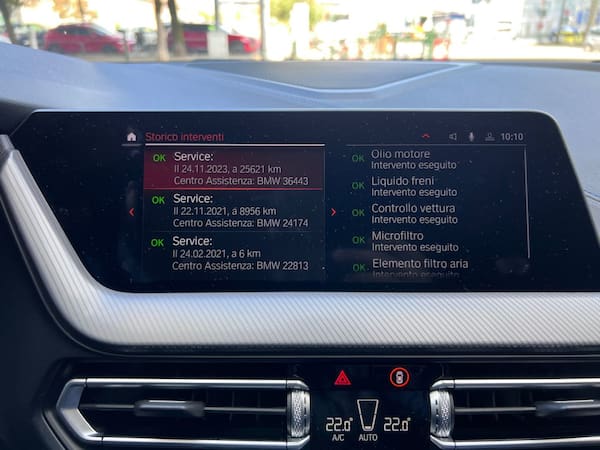 Storico interventi
10:10
OK Service:
Il 24.11.2023, a 25621 km
Centro Assistenza: BMW 36443
OK Service:
Il 22.11.2021, a 8956 km
Centro Assistenza: BMW 24174
OK Service:
Il 24.02.2021, a 6 km
Centro Assistenza: BMW 22813
OK Olio motore
Intervento eseguito
OK Liquido freni
Intervento eseguito
OK Controllo vettura
Intervento eseguito
OK Microfiltro
Intervento eseguito
OK Elemento filtro aria
Intervento eseguito
22.0° 22.0°
A/C AUTO